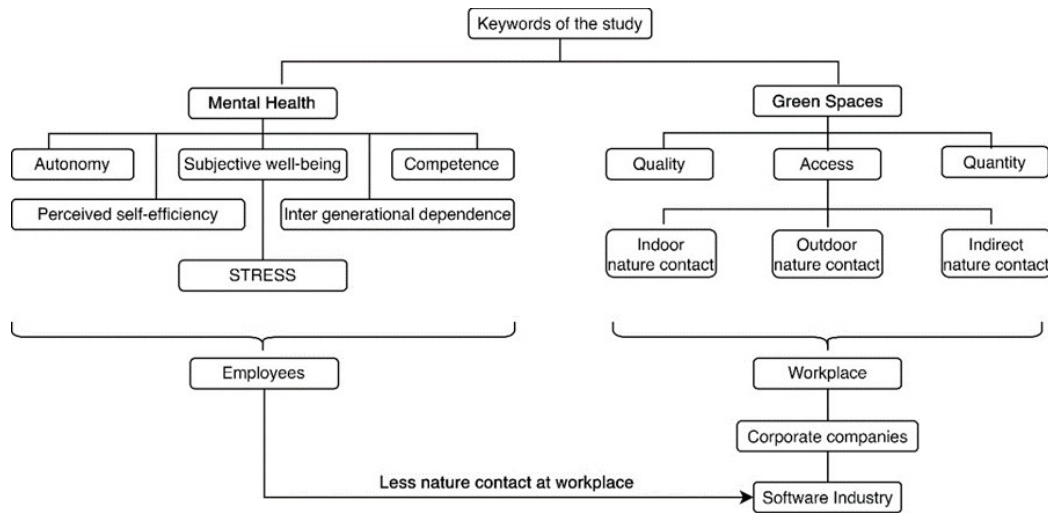 Keywords of the study
Mental Health
Green Spaces
Autonomy
Subjective well-being
Competence
Quality
Access
Quantity
Perceived self-efficiency
Inter generational dependence
Indoor
nature contact
Outdoor
nature contact
Indirect
nature contact
STRESS
Employees
Workplace
Corporate companies
Less nature contact at workplace
Software Industry